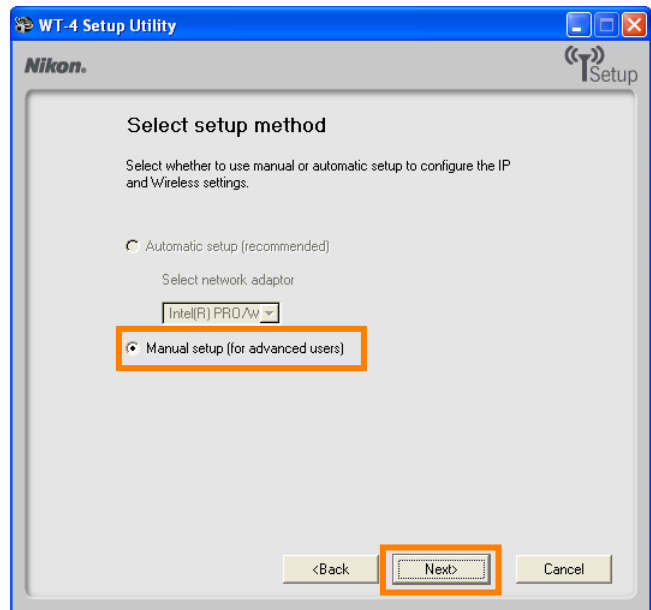 WT-4 Setup Utility
Nikon®
Setup
Select setup method
Select whether to use manual or automatic setup to configure the IP
and Wireless settings.
Automatic setup (recommended)
Select network adaptor
Intel(R) PRO/W
Manual setup (for advanced users)
<Back
Next>
Cancel